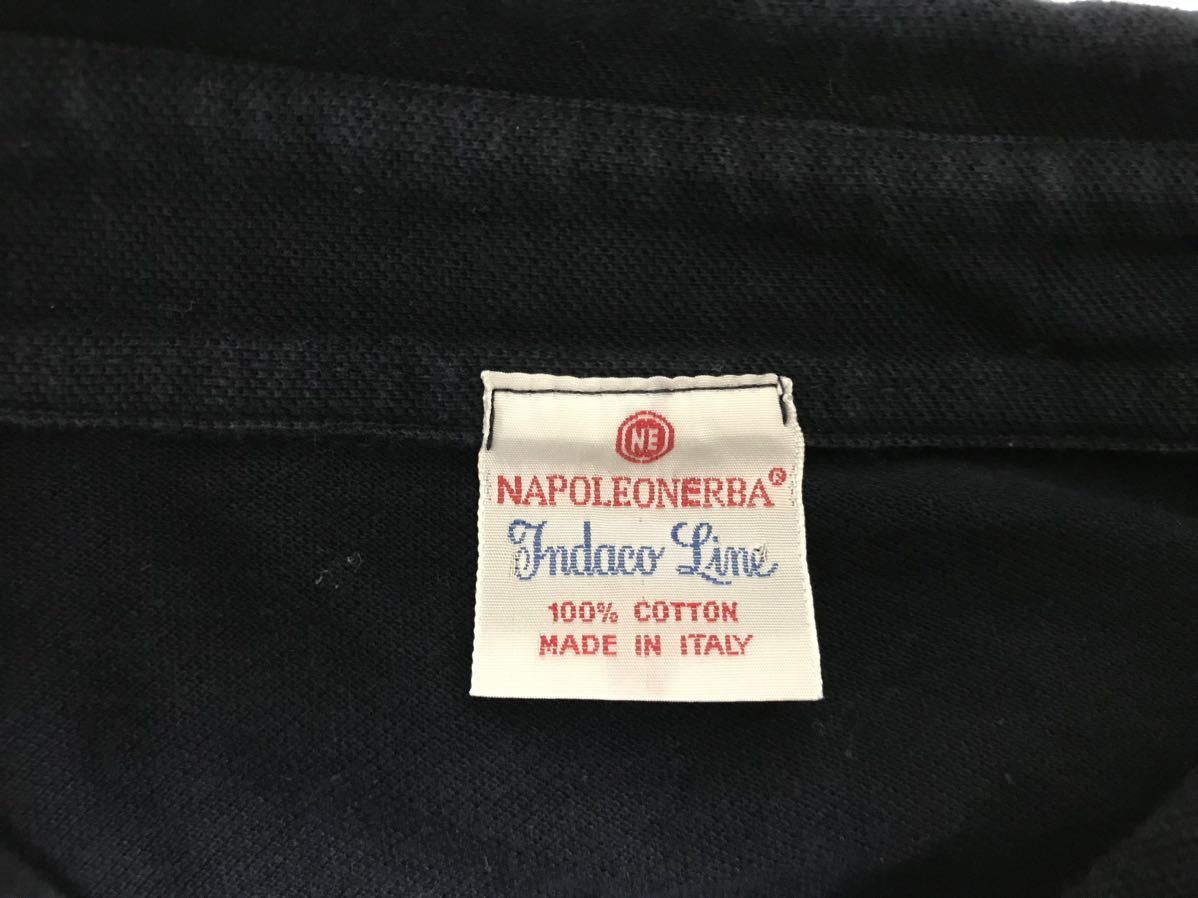 NE
NAPOLEONERBA®
Indaco Line
100% COTTON
MADE IN ITALY